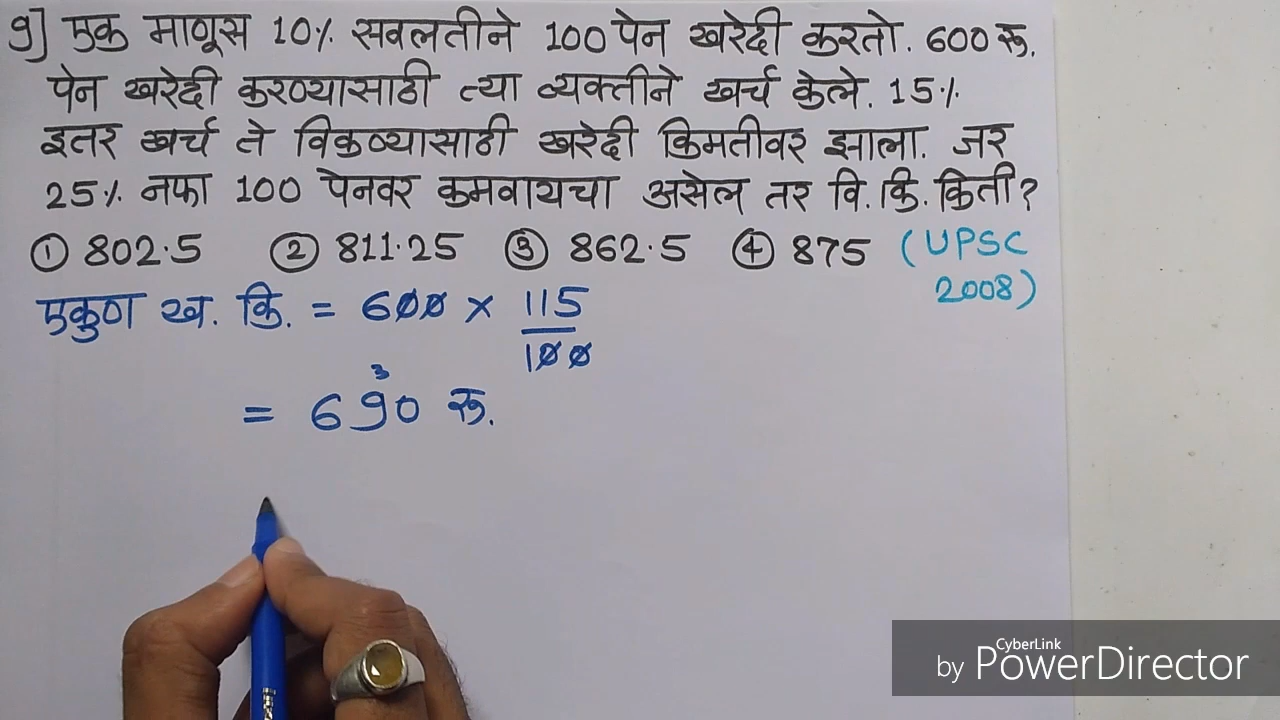 9] एक माणूस 10% सवलतीने 100 पेन खरेदी करतो. 600 रू.
पेन खरेदी करण्यासाठी त्या व्यक्तीने खर्च केले. 15%
इतर खर्च ते विकण्यासाठी खरेदी किमतीवर झाला. जर
25% नफा 100 पेनवर कमवायचा असेल तर वि. कि. किती?
① 802.5 ② 811.25 ③ 862.5 ④ 875 (UPSC
2008)
एकुण ख. कि. = 600 × 115
100
3
= 690 रू.
CyberLink
by PowerDirector